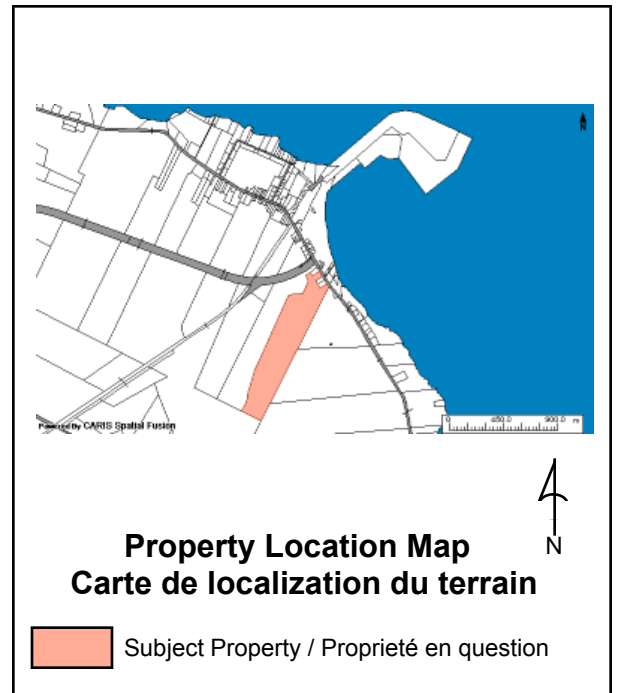 N
Powered By CARIS Spatial Fusion
0 450.0 900.0 m
N
Property Location Map
Carte de localization du terrain
Subject Property / Proprieté en question